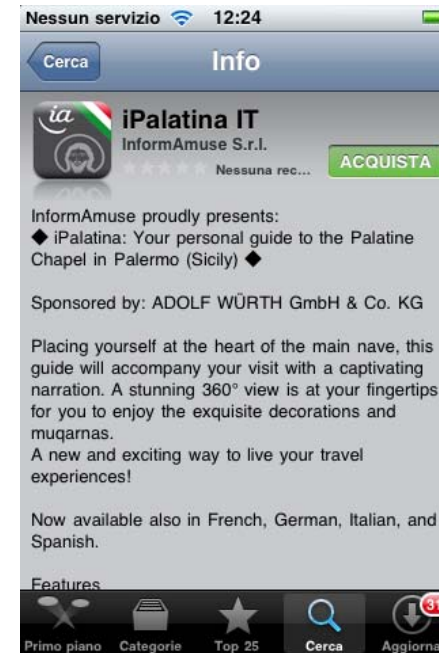 Nessun servizio 12:24
Cerca
Info
ia
iPalatina IT
InformAmuse S.r.l.
Nessuna rec...
ACQUISTA
InformAmuse proudly presents:
◆ iPalatina: Your personal guide to the Palatine
Chapel in Palermo (Sicily) ◆
Sponsored by: ADOLF WÜRTH GmbH & Co. KG
Placing yourself at the heart of the main nave, this
guide will accompany your visit with a captivating
narration. A stunning 360° view is at your fingertips
for you to enjoy the exquisite decorations and
muqarnas.
A new and exciting way to live your travel
experiences!
Now available also in French, German, Italian, and
Spanish.
Features
31
Primo piano Categorie Top 25 Cerca Aggiorna